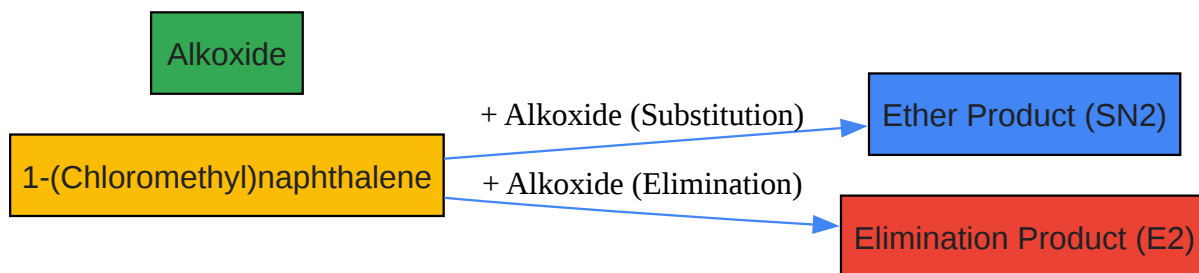 Alkoxide
1-(Chloromethyl)naphthalene
+ Alkoxide (Substitution)
+ Alkoxide (Elimination)
Ether Product (SN2)
Elimination Product (E2)